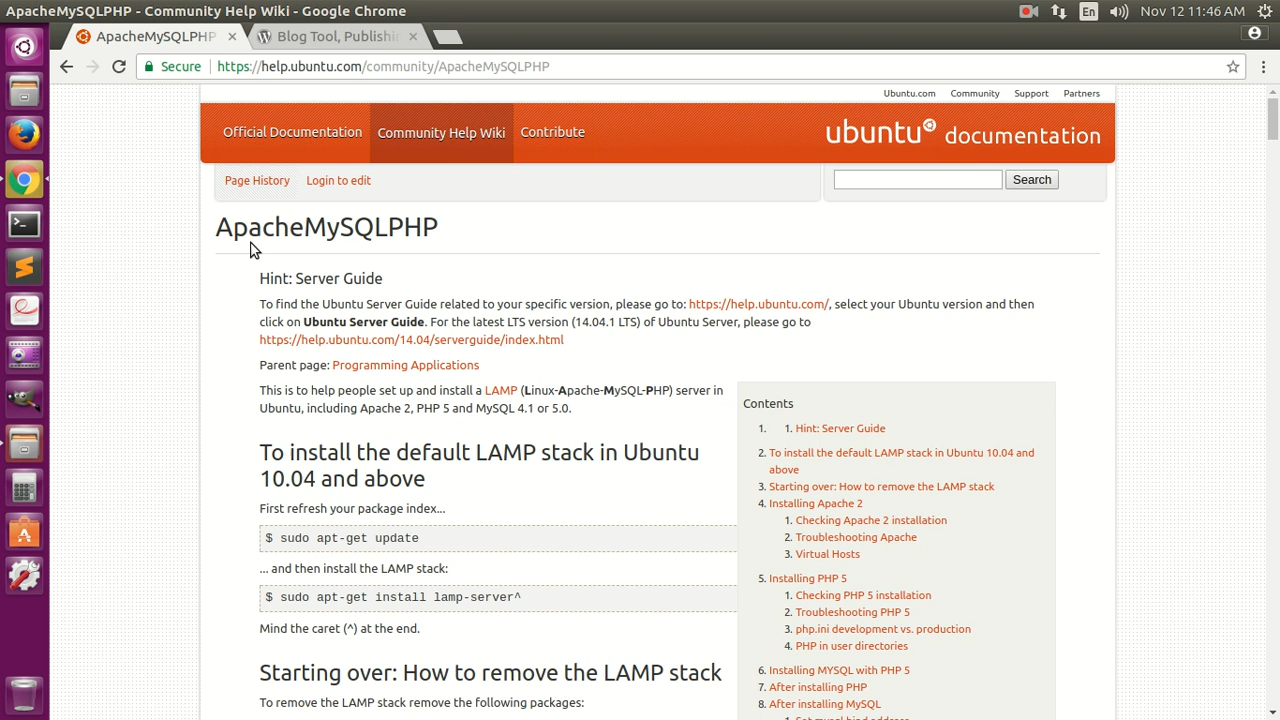 ApacheMySQLPHP - Community Help Wiki - Google Chrome
En
Nov 12 11:46 AM
ApacheMySQLPHP
Blog Tool, Publishin
Secure
https://help.ubuntu.com/community/ApacheMySQLPHP
Ubuntu.com Community Support Partners
Official Documentation Community Help Wiki Contribute
ubuntu documentation
Page History Login to edit
Search
ApacheMySQLPHP
Hint: Server Guide
To find the Ubuntu Server Guide related to your specific version, please go to: https://help.ubuntu.com/, select your Ubuntu version and then
click on Ubuntu Server Guide. For the latest LTS version (14.04.1 LTS) of Ubuntu Server, please go to
https://help.ubuntu.com/14.04/serverguide/index.html
Parent page: Programming Applications
This is to help people set up and install a LAMP (Linux-Apache-MySQL-PHP) server in
Ubuntu, including Apache 2, PHP 5 and MySQL 4.1 or 5.0.
To install the default LAMP stack in Ubuntu
10.04 and above
First refresh your package index...
$ sudo apt-get update
... and then install the LAMP stack:
$ sudo apt-get install lamp-server^
Mind the caret (^) at the end.
Starting over: How to remove the LAMP stack
To remove the LAMP stack remove the following packages:
Contents
1. 1. Hint: Server Guide
2. To install the default LAMP stack in Ubuntu 10.04 and
above
3. Starting over: How to remove the LAMP stack
4. Installing Apache 2
1. Checking Apache 2 installation
2. Troubleshooting Apache
3. Virtual Hosts
5. Installing PHP 5
1. Checking PHP 5 installation
2. Troubleshooting PHP 5
3. php.ini development vs. production
4. PHP in user directories
6. Installing MYSQL with PHP 5
7. After installing PHP
8. After installing MySQL
1. Set mysql bind address